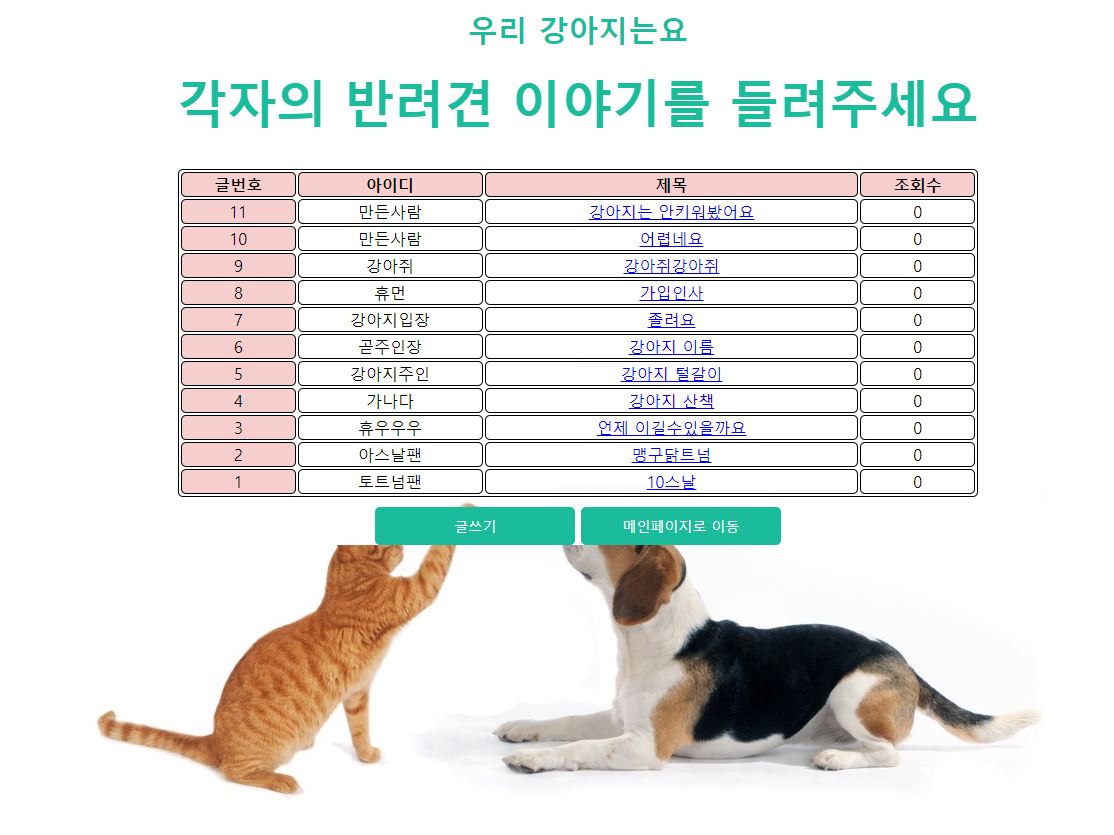 우리 강아지는요
각자의 반려견 이야기를 들려주세요
글번호 아이디 제목 조회수
11 만든사람 강아지는 안키워봤어요 0
10 만든사람 어렵네요 0
9 강아쥐 강아쥐강아쥐 0
8 휴먼 가입인사 0
7 강아지입장 졸려요 0
6 곧주인장 강아지 이름 0
5 강아지주인 강아지 털갈이 0
4 가나다 강아지 산책 0
3 휴우우우 언제 이길수있을까요 0
2 아스날팬 맹구닭트넘 0
1 토트넘팬 10스날 0
글쓰기 메인페이지로 이동